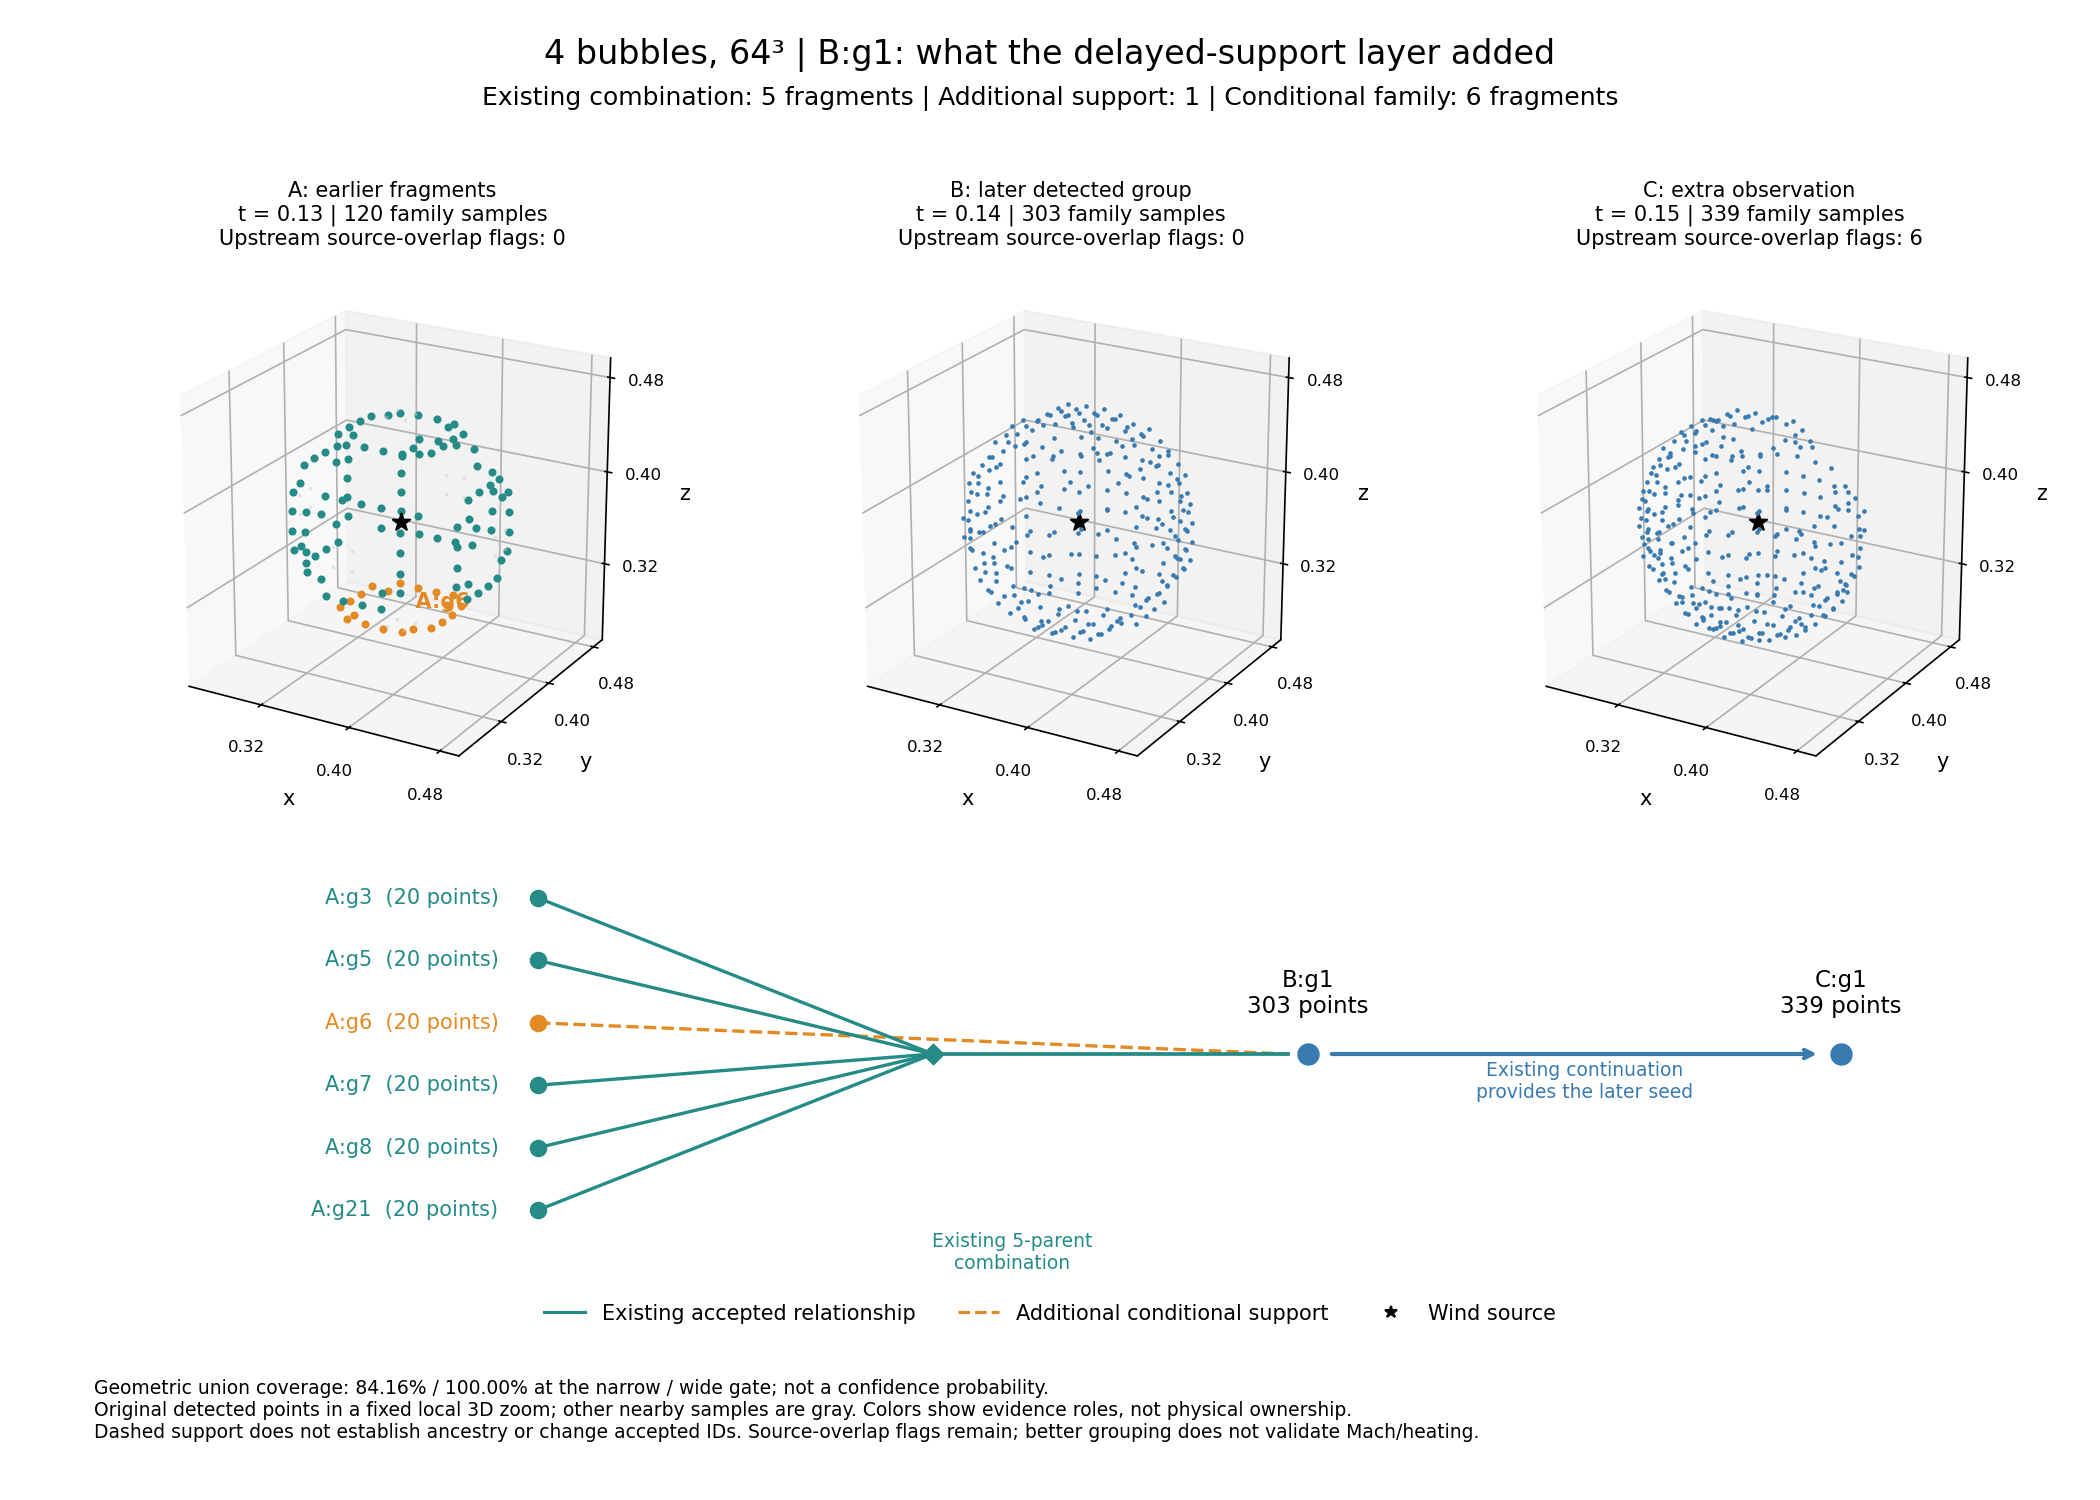 4 bubbles, 64³ | B:g1: what the delayed-support layer added
Existing combination: 5 fragments | Additional support: 1 | Conditional family: 6 fragments
A: earlier fragments
t = 0.13 | 120 family samples
Upstream source-overlap flags: 0
B: later detected group
t = 0.14 | 303 family samples
Upstream source-overlap flags: 0
C: extra observation
t = 0.15 | 339 family samples
Upstream source-overlap flags: 6
0.48
0.40
z
0.32
A:g6
0.48
0.40
0.32
y
0.32
0.40
0.48
x
0.48
0.40
z
0.32
0.48
0.40
0.32
y
0.32
0.40
0.48
x
0.48
0.40
z
0.32
0.48
0.40
0.32
y
0.32
0.40
0.48
x
A:g3 (20 points)
A:g5 (20 points)
A:g6 (20 points)
A:g7 (20 points)
A:g8 (20 points)
A:g21 (20 points)
B:g1
303 points
C:g1
339 points
Existing continuation
provides the later seed
Existing 5-parent
combination
Existing accepted relationship
Additional conditional support
Wind source
Geometric union coverage: 84.16% / 100.00% at the narrow / wide gate; not a confidence probability.
Original detected points in a fixed local 3D zoom; other nearby samples are gray. Colors show evidence roles, not physical ownership.
Dashed support does not establish ancestry or change accepted IDs. Source-overlap flags remain; better grouping does not validate Mach/heating.